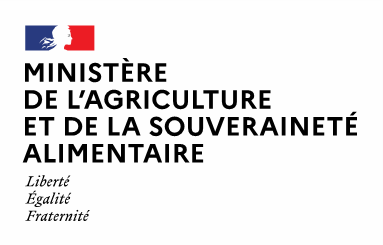 MINISTÈRE
DE L’AGRICULTURE
ET DE LA SOUVERAINETÉ
ALIMENTAIRE
Liberté
Égalité
Fraternité